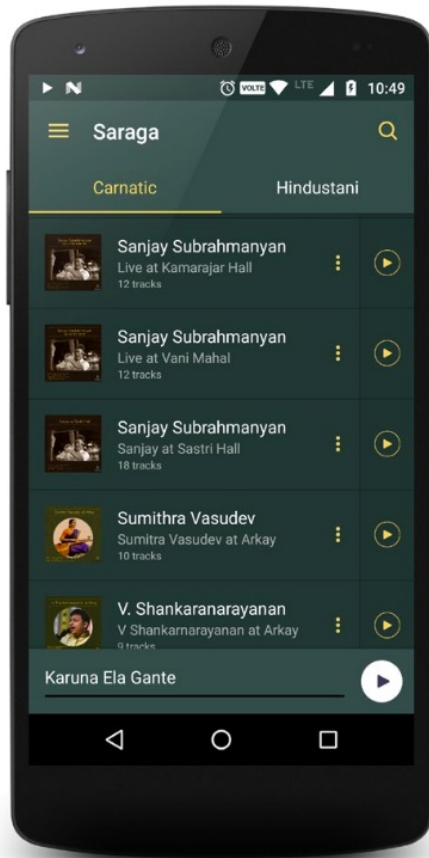 VOLTE LTE 10:49
Saraga
Carnatic Hindustani
Sanjay Subrahmanyan
Live at Kamarajar Hall
12 tracks
Sanjay Subrahmanyan
Live at Vani Mahal
12 tracks
Sanjay Subrahmanyan
Sanjay at Sastri Hall
18 tracks
Sumithra Vasudev
Sumitra Vasudev at Arkay
10 tracks
V. Shankaranarayanan
V Shankarnarayanan at Arkay
9 tracks
Karuna Ela Gante